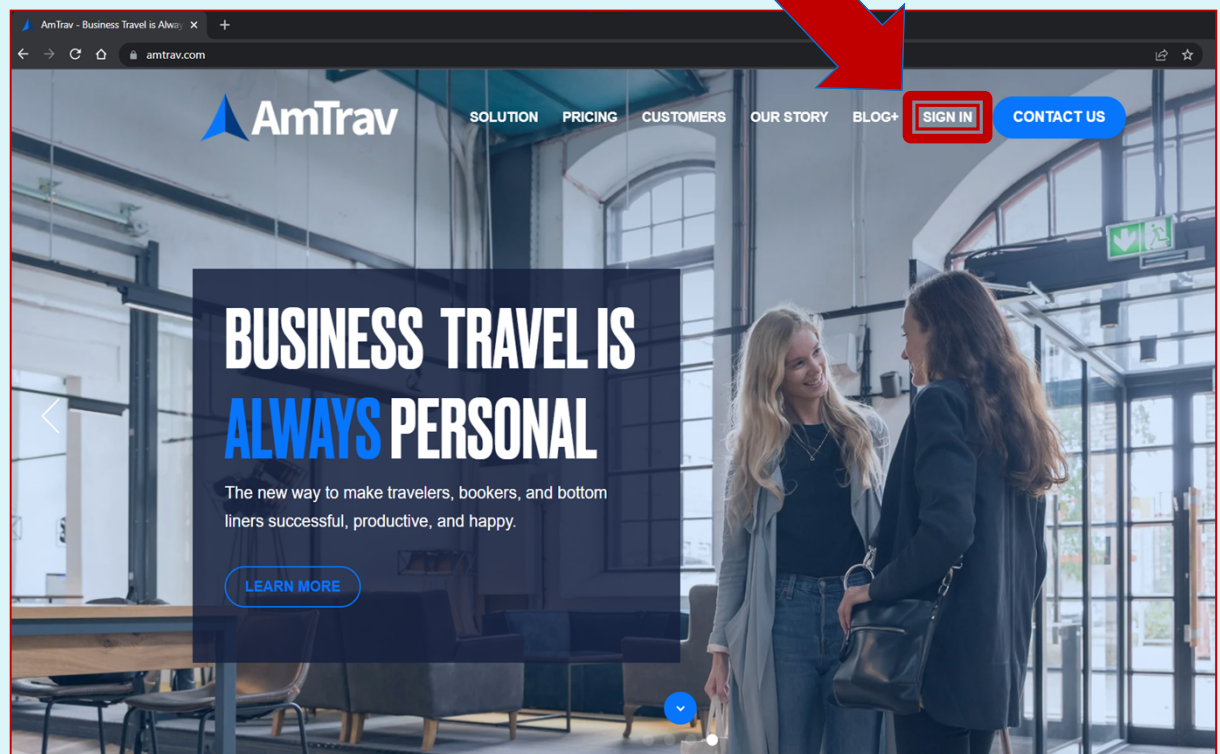 AmTrav - Business Travel is Alway
amtrav.com
AmTrav
SOLUTION PRICING CUSTOMERS OUR STORY BLOG+ SIGN IN CONTACT US
BUSINESS TRAVEL IS
ALWAYS PERSONAL
The new way to make travelers, bookers, and bottom
liners successful, productive, and happy.
LEARN MORE